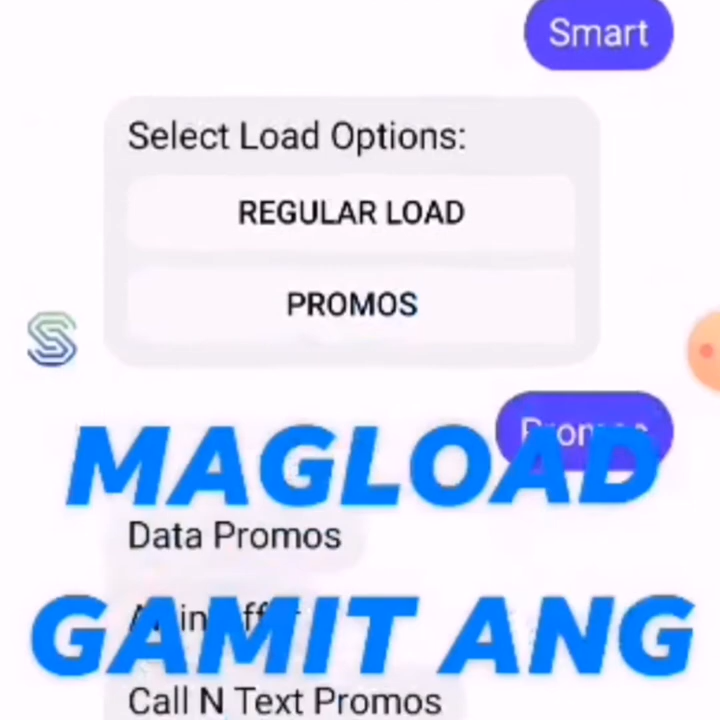 Smart
Select Load Options:
REGULAR LOAD
PROMOS
MAGLOAD
Data Promos
GAMIT ANG
Call N Text Promos